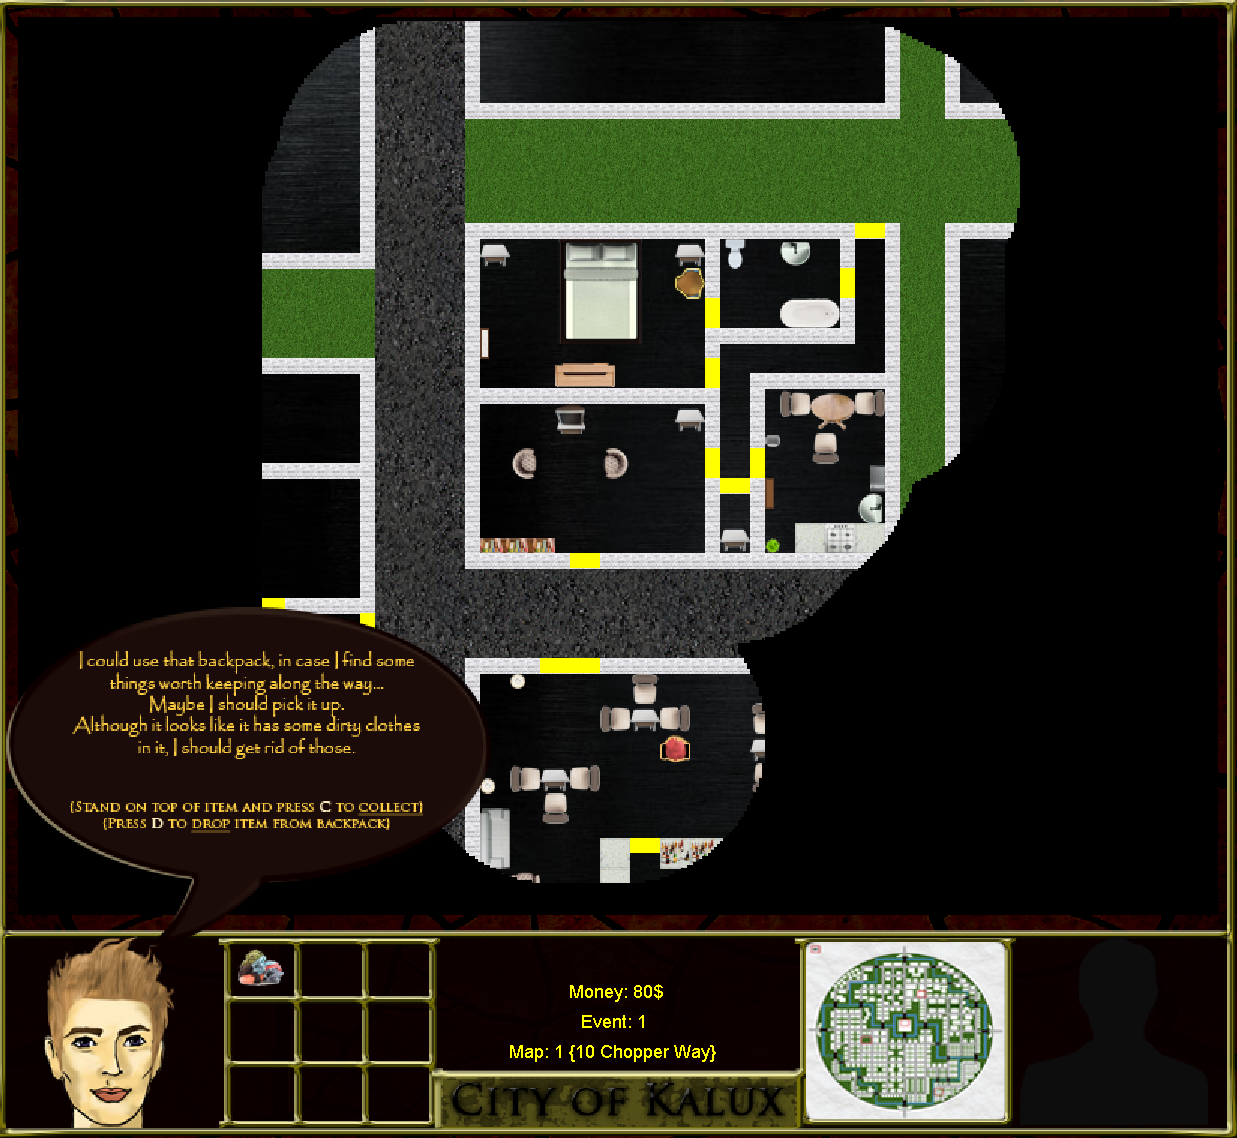 I could use that backpack, in case I find some
things worth keeping along the way...
Maybe I should pick it up.
Although it looks like it has some dirty clothes
in it, I should get rid of those.
{Stand on top of item and press C to collect}
{Press D to drop item from backpack}
Money: 80$
Event: 1
Map: 1 {10 Chopper Way}
City of Kalux